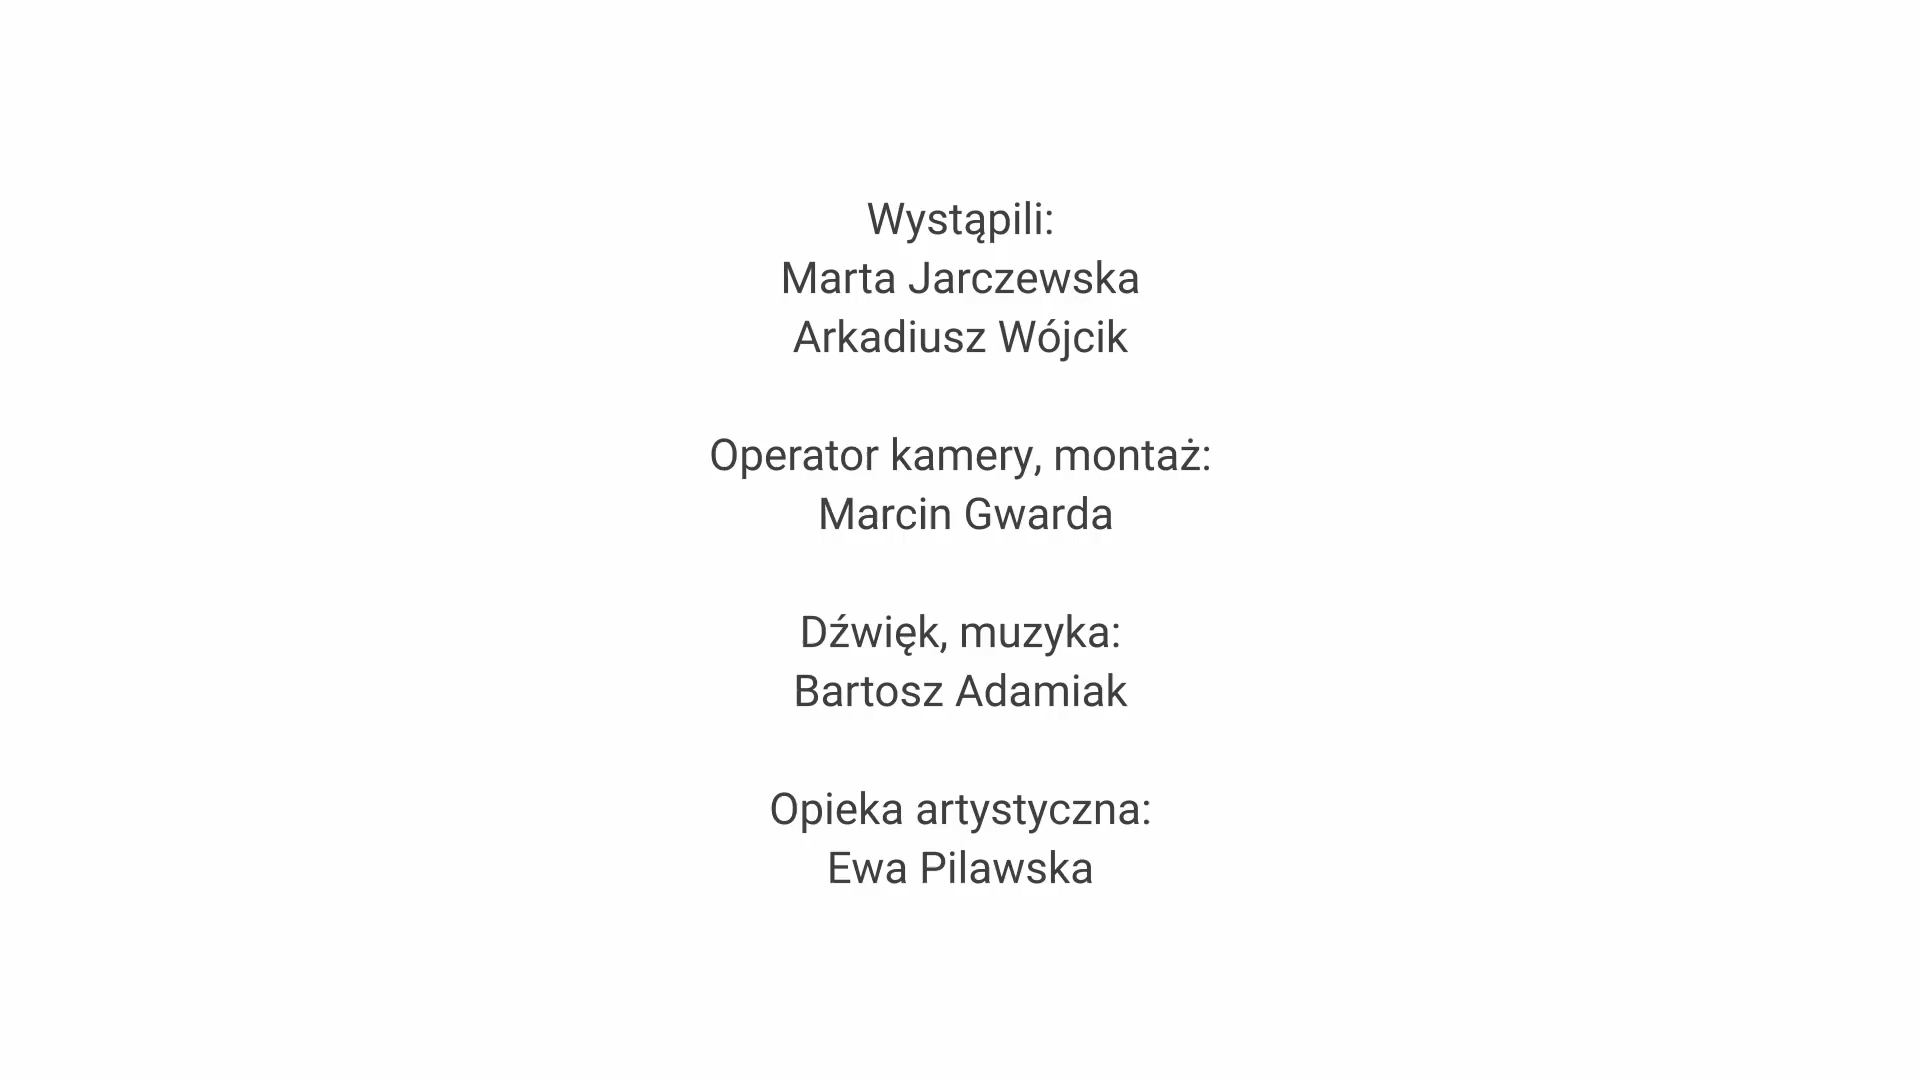 Wystąpili:
Marta Jarczewska
Arkadiusz Wójcik
Operator kamery, montaż:
Marcin Gwarda
Dźwięk, muzyka:
Bartosz Adamiak
Opieka artystyczna:
Ewa Pilawska